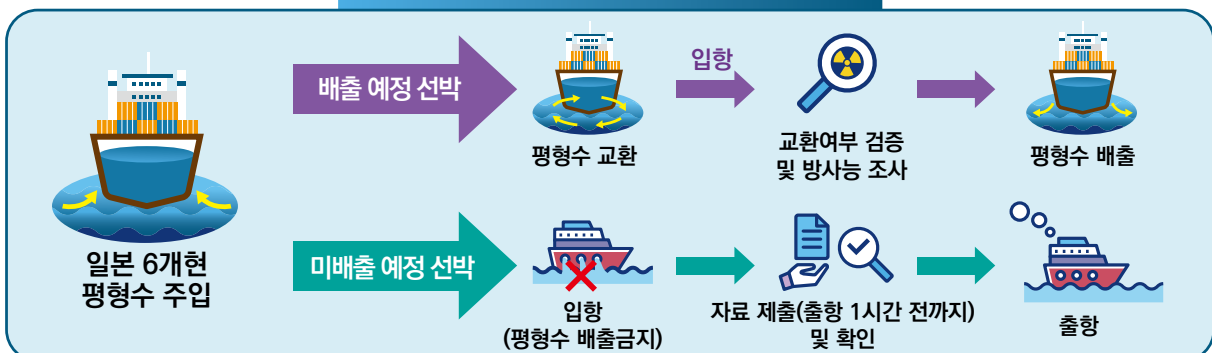 일본 6개현
평형수 주입
배출 예정 선박
평형수 교환
입항
교환여부 검증
및 방사능 조사
평형수 배출
미배출 예정 선박
입항
(평형수 배출금지)
자료 제출(출항 1시간 전까지)
및 확인
출항